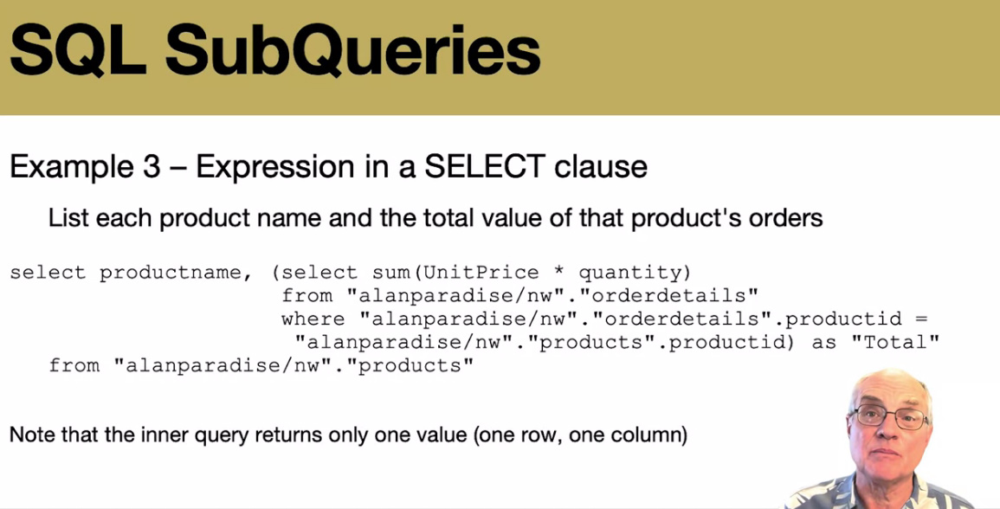 SQL SubQueries
Example 3 – Expression in a SELECT clause
List each product name and the total value of that product's orders
select productname, (select sum(UnitPrice * quantity)
from "alanparadise/nw"."orderdetails"
where "alanparadise/nw"."orderdetails".productid =
"alanparadise/nw"."products".productid) as "Total"
from "alanparadise/nw"."products"
Note that the inner query returns only one value (one row, one column)